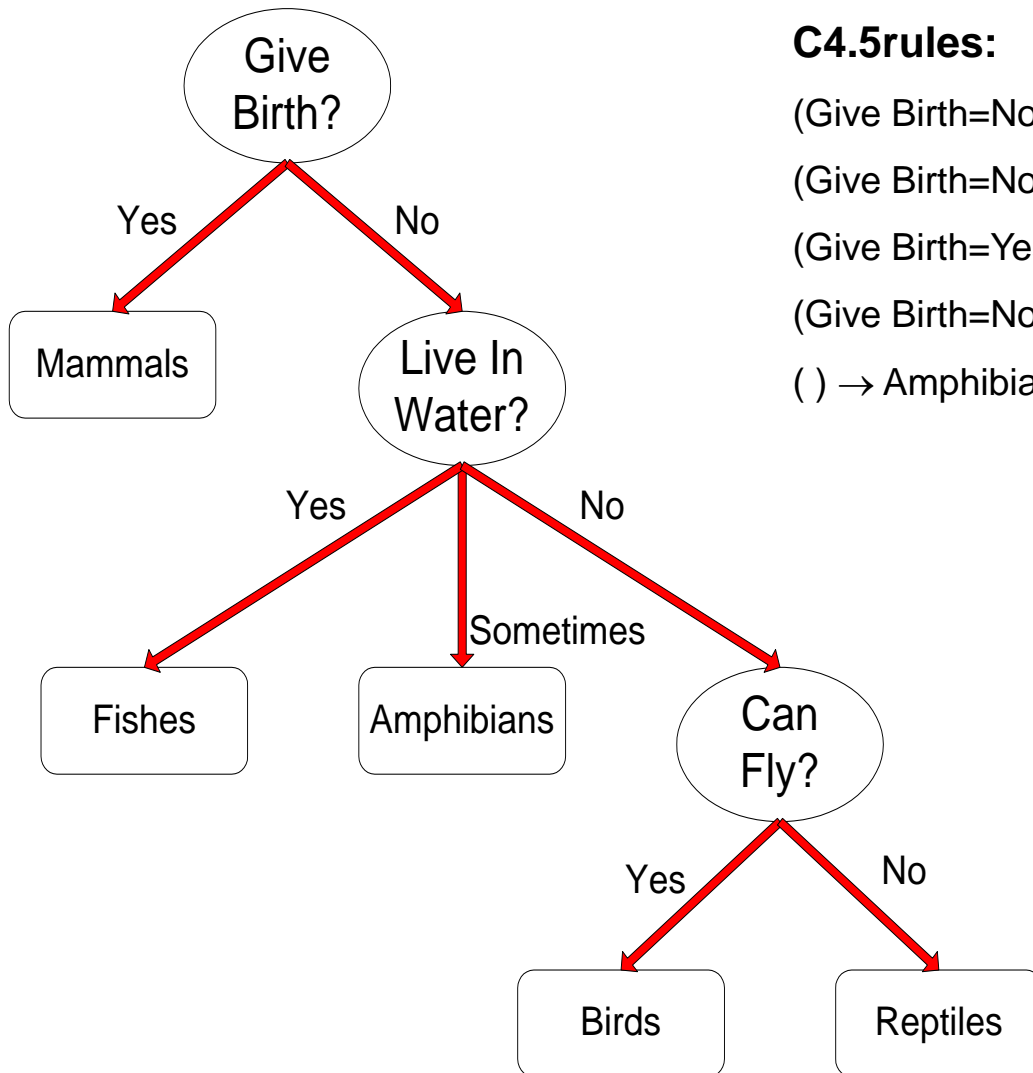 Give
Birth?
Yes
No
Mammals
Live In
Water?
Yes
No
Sometimes
Fishes
Amphibians
Can
Fly?
Yes
No
Birds
Reptiles
C4.5rules:
(Give Birth=No
(Give Birth=No
(Give Birth=Ye
(Give Birth=No
( ) → Amphibia